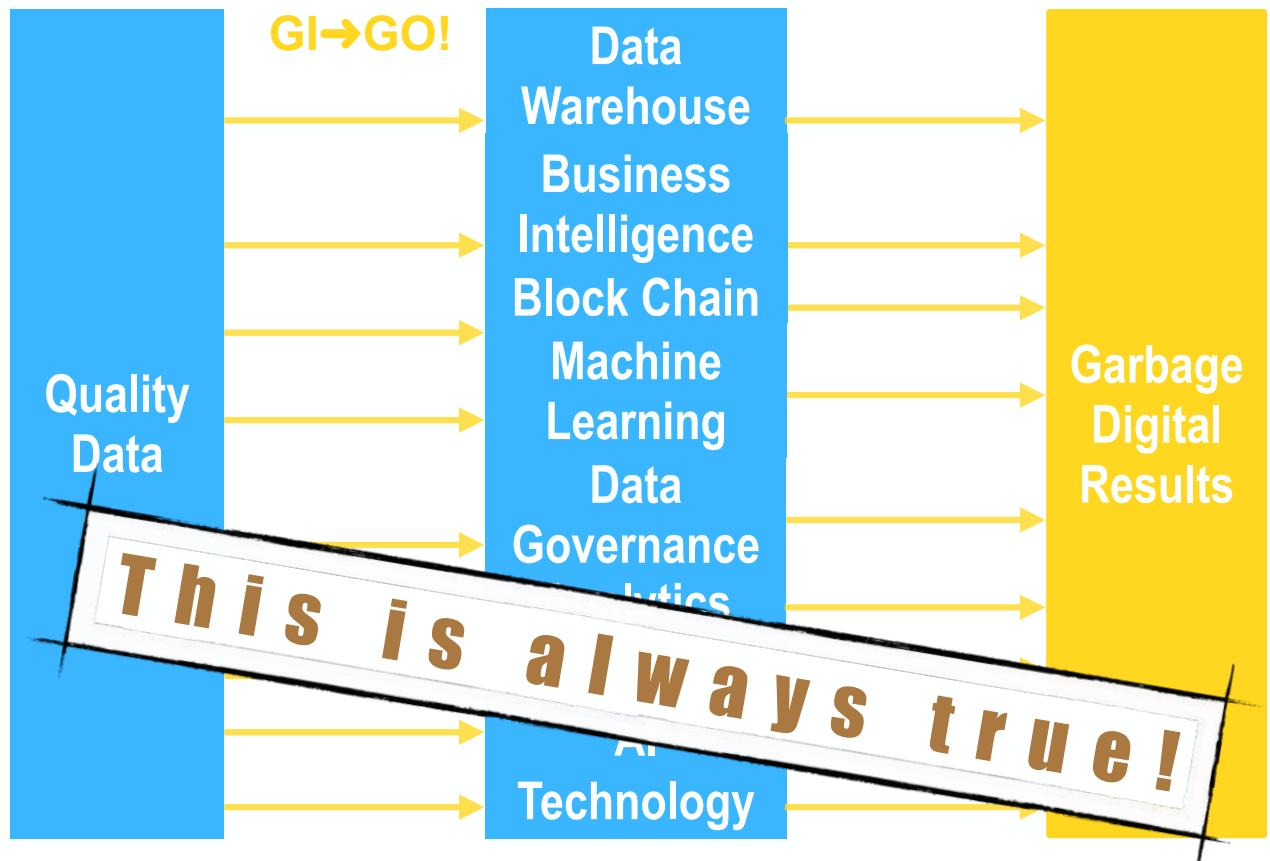 GI➔GO!
Quality
Data
Data
Warehouse
Business
Intelligence
Block Chain
Machine
Learning
Data
Governance
Technology
Garbage
Digital
Results
This is always true!